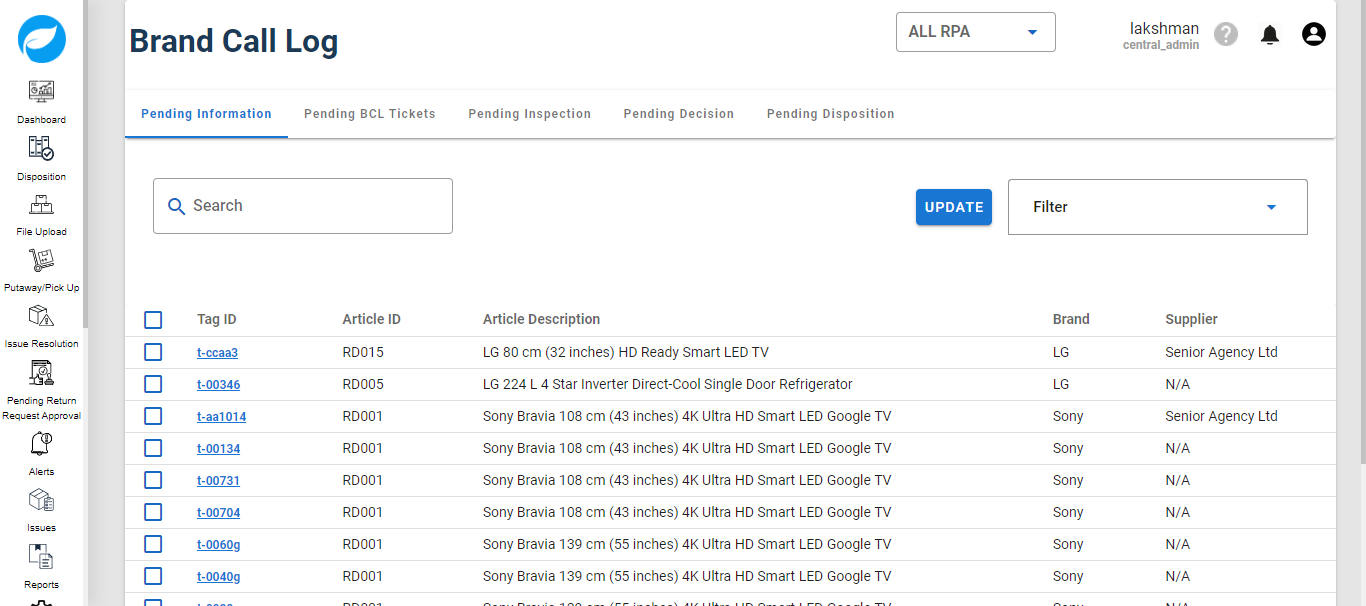 Brand Call Log
ALL RPA
lakshman
central_admin
Dashboard
Disposition
File Upload
Putaway/Pick Up
Issue Resolution
Pending Return
Request Approval
Alerts
Issues
Reports
Pending Information Pending BCL Tickets Pending Inspection Pending Decision Pending Disposition
Search
UPDATE
Filter
Tag ID Article ID Article Description Brand Supplier
t-ccaa3 RD015 LG 80 cm (32 inches) HD Ready Smart LED TV LG Senior Agency Ltd
t-00346 RD005 LG 224 L 4 Star Inverter Direct-Cool Single Door Refrigerator LG N/A
t-aa1014 RD001 Sony Bravia 108 cm (43 inches) 4K Ultra HD Smart LED Google TV Sony Senior Agency Ltd
t-00134 RD001 Sony Bravia 108 cm (43 inches) 4K Ultra HD Smart LED Google TV Sony N/A
t-00731 RD001 Sony Bravia 108 cm (43 inches) 4K Ultra HD Smart LED Google TV Sony N/A
t-00704 RD001 Sony Bravia 108 cm (43 inches) 4K Ultra HD Smart LED Google TV Sony N/A
t-0060g RD001 Sony Bravia 139 cm (55 inches) 4K Ultra HD Smart LED Google TV Sony N/A
t-0040g RD001 Sony Bravia 139 cm (55 inches) 4K Ultra HD Smart LED Google TV Sony N/A